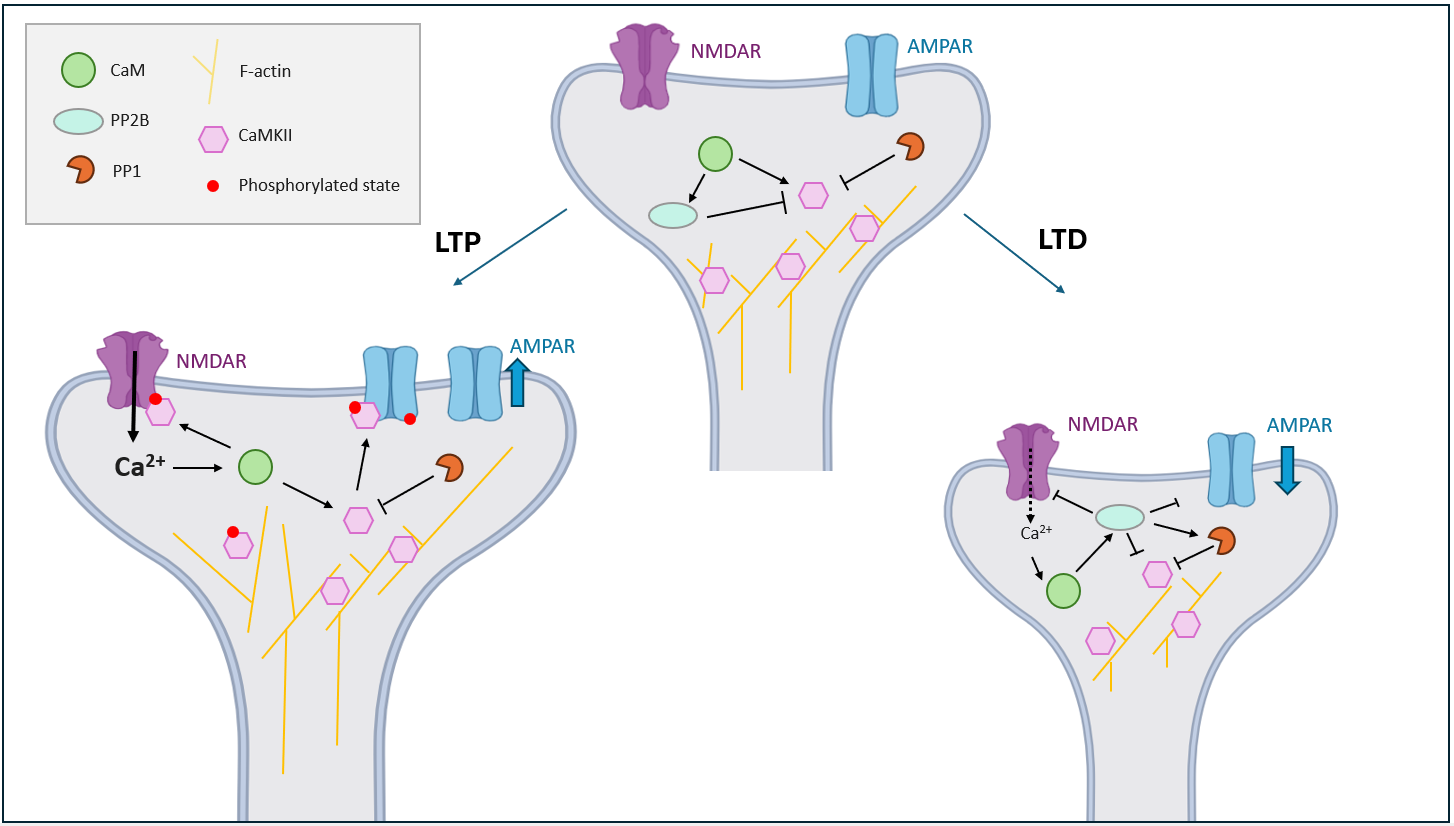 CaM
F-actin
PP2B
CaMKII
PP1
Phosphorylated state
NMDAR
AMPAR
LTP
LTD
NMDAR
AMPAR
Ca2+
NMDAR
AMPAR
Ca2+